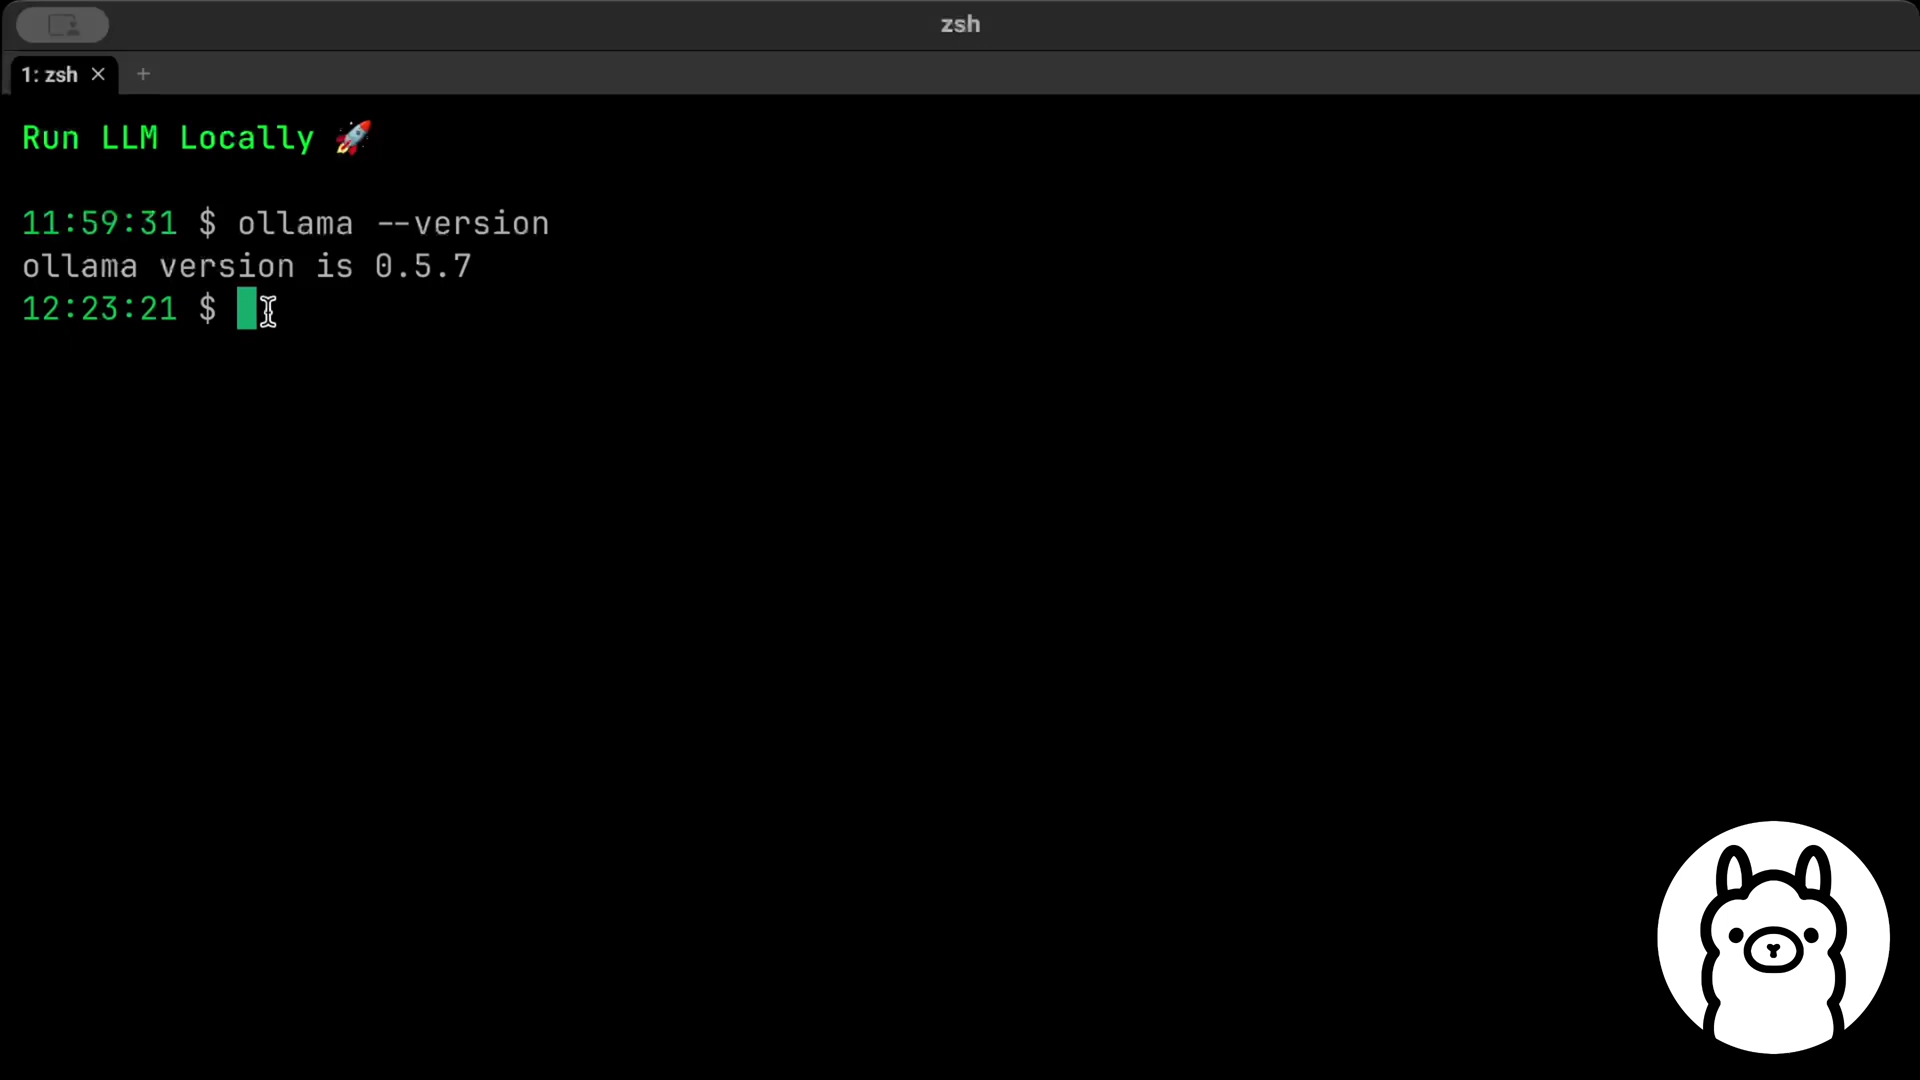 zsh
1: zsh
Run LLM Locally 🚀
11:59:31 $ ollama --version
ollama version is 0.5.7
12:23:21 $